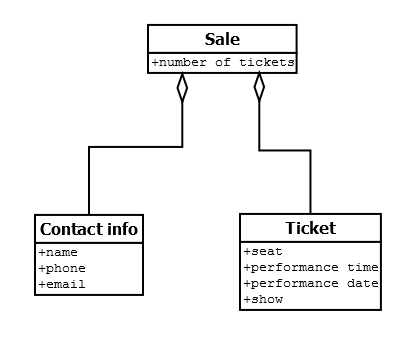 Sale
+number of tickets
Contact info
+name
+phone
+email
Ticket
+seat
+performance time
+performance date
+show